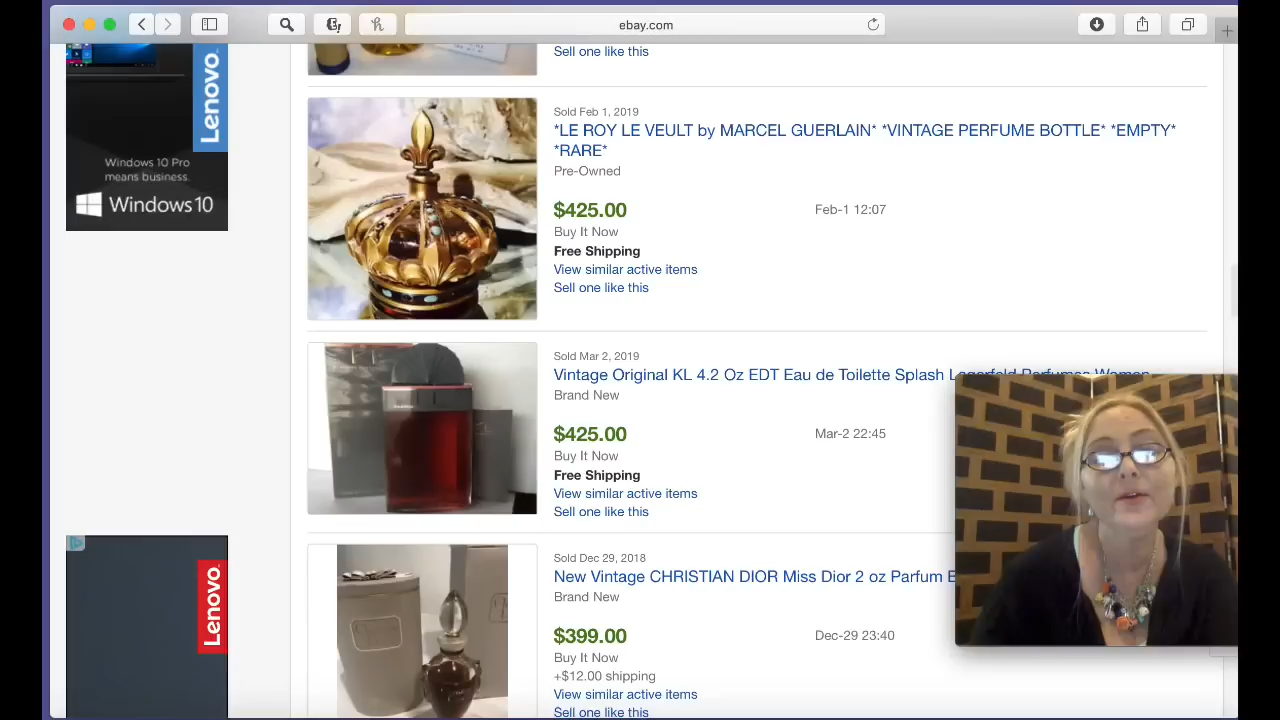 ebay.com
Sell one like this
Lenovo
Windows 10 Pro
means business.
Windows 10
Sold Feb 1, 2019
*LE ROY LE VEULT by MARCEL GUERLAIN* *VINTAGE PERFUME BOTTLE* *EMPTY*
*RARE*
Pre-Owned
$425.00
Feb-1 12:07
Buy It Now
Free Shipping
View similar active items
Sell one like this
Sold Mar 2, 2019
Vintage Original KL 4.2 Oz EDT Eau de Toilette Splash Lagerfeld Parfumes Woman
Brand New
$425.00
Mar-2 22:45
Buy It Now
Free Shipping
View similar active items
Sell one like this
Lenovo
Sold Dec 29, 2018
New Vintage CHRISTIAN DIOR Miss Dior 2 oz Parfum
Brand New
$399.00
Dec-29 23:40
Buy It Now
+$12.00 shipping
View similar active items
Sell one like this